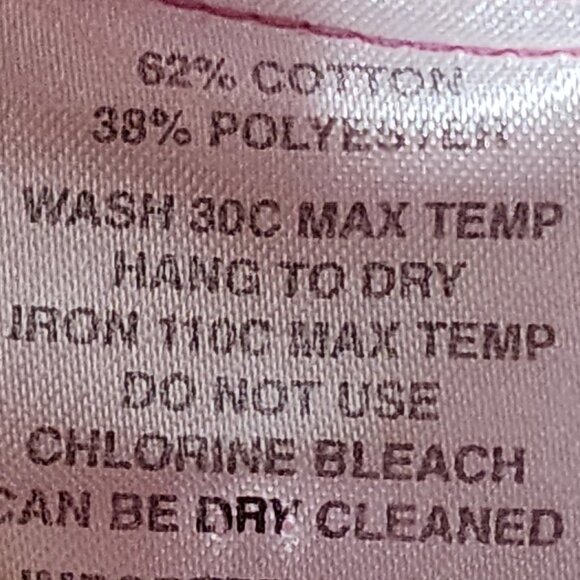 62% COTTON
38% POLYESTER
WASH 30C MAX TEMP
HANG TO DRY
IRON 110C MAX TEMP
DO NOT USE
CHLORINE BLEACH
CAN BE DRY CLEANED